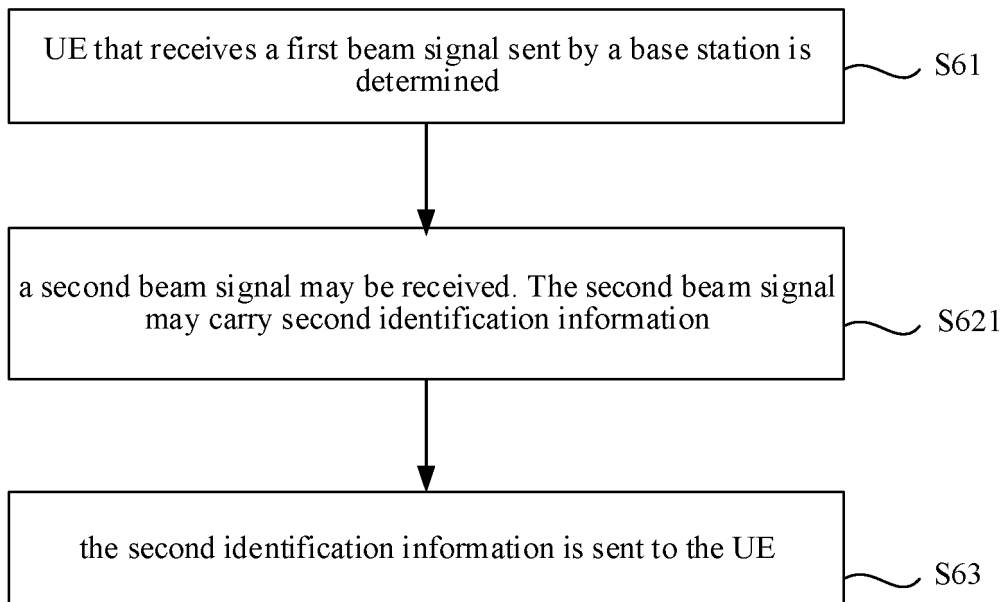 UE that receives a first beam signal sent by a base station is
determined
S61
a second beam signal may be received. The second beam signal
may carry second identification information
S621
the second identification information is sent to the UE
S63